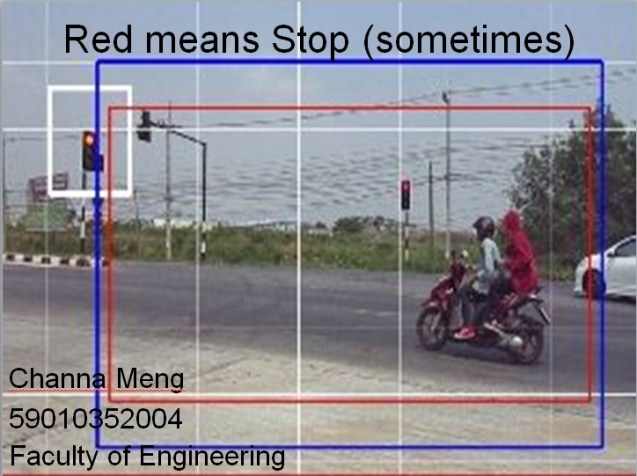 Red means Stop (sometimes)
Channa Meng
59010352004
Faculty of Engineering